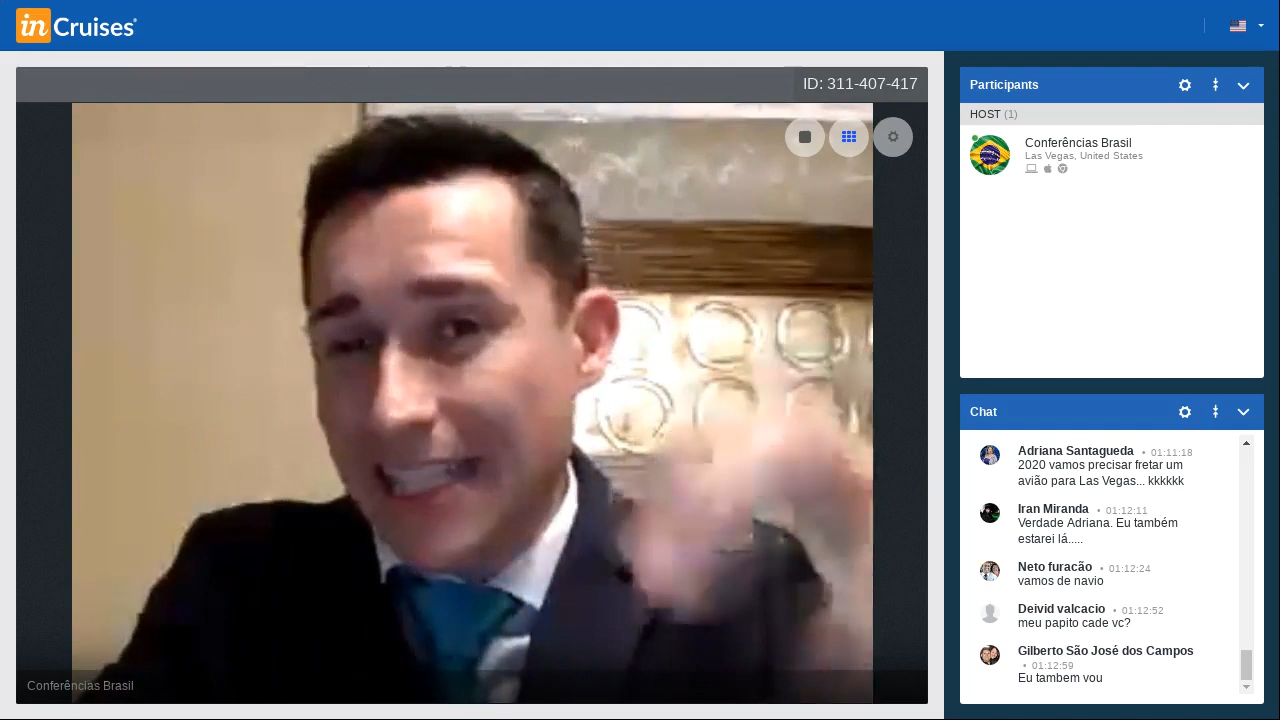 in Cruises®
ID: 311-407-417
Conferências Brasil
Participants
HOST (1)
Conferências Brasil
Las Vegas, United States
Chat
Adriana Santagueda • 01:11:18
2020 vamos precisar fretar um
avião para Las Vegas... kkkkkk
Iran Miranda • 01:12:11
Verdade Adriana. Eu também
estarei lá.....
Neto furacão • 01:12:24
vamos de navio
Deivid valcacio • 01:12:52
meu papito cade vc?
Gilberto São José dos Campos
• 01:12:59
Eu tambem vou